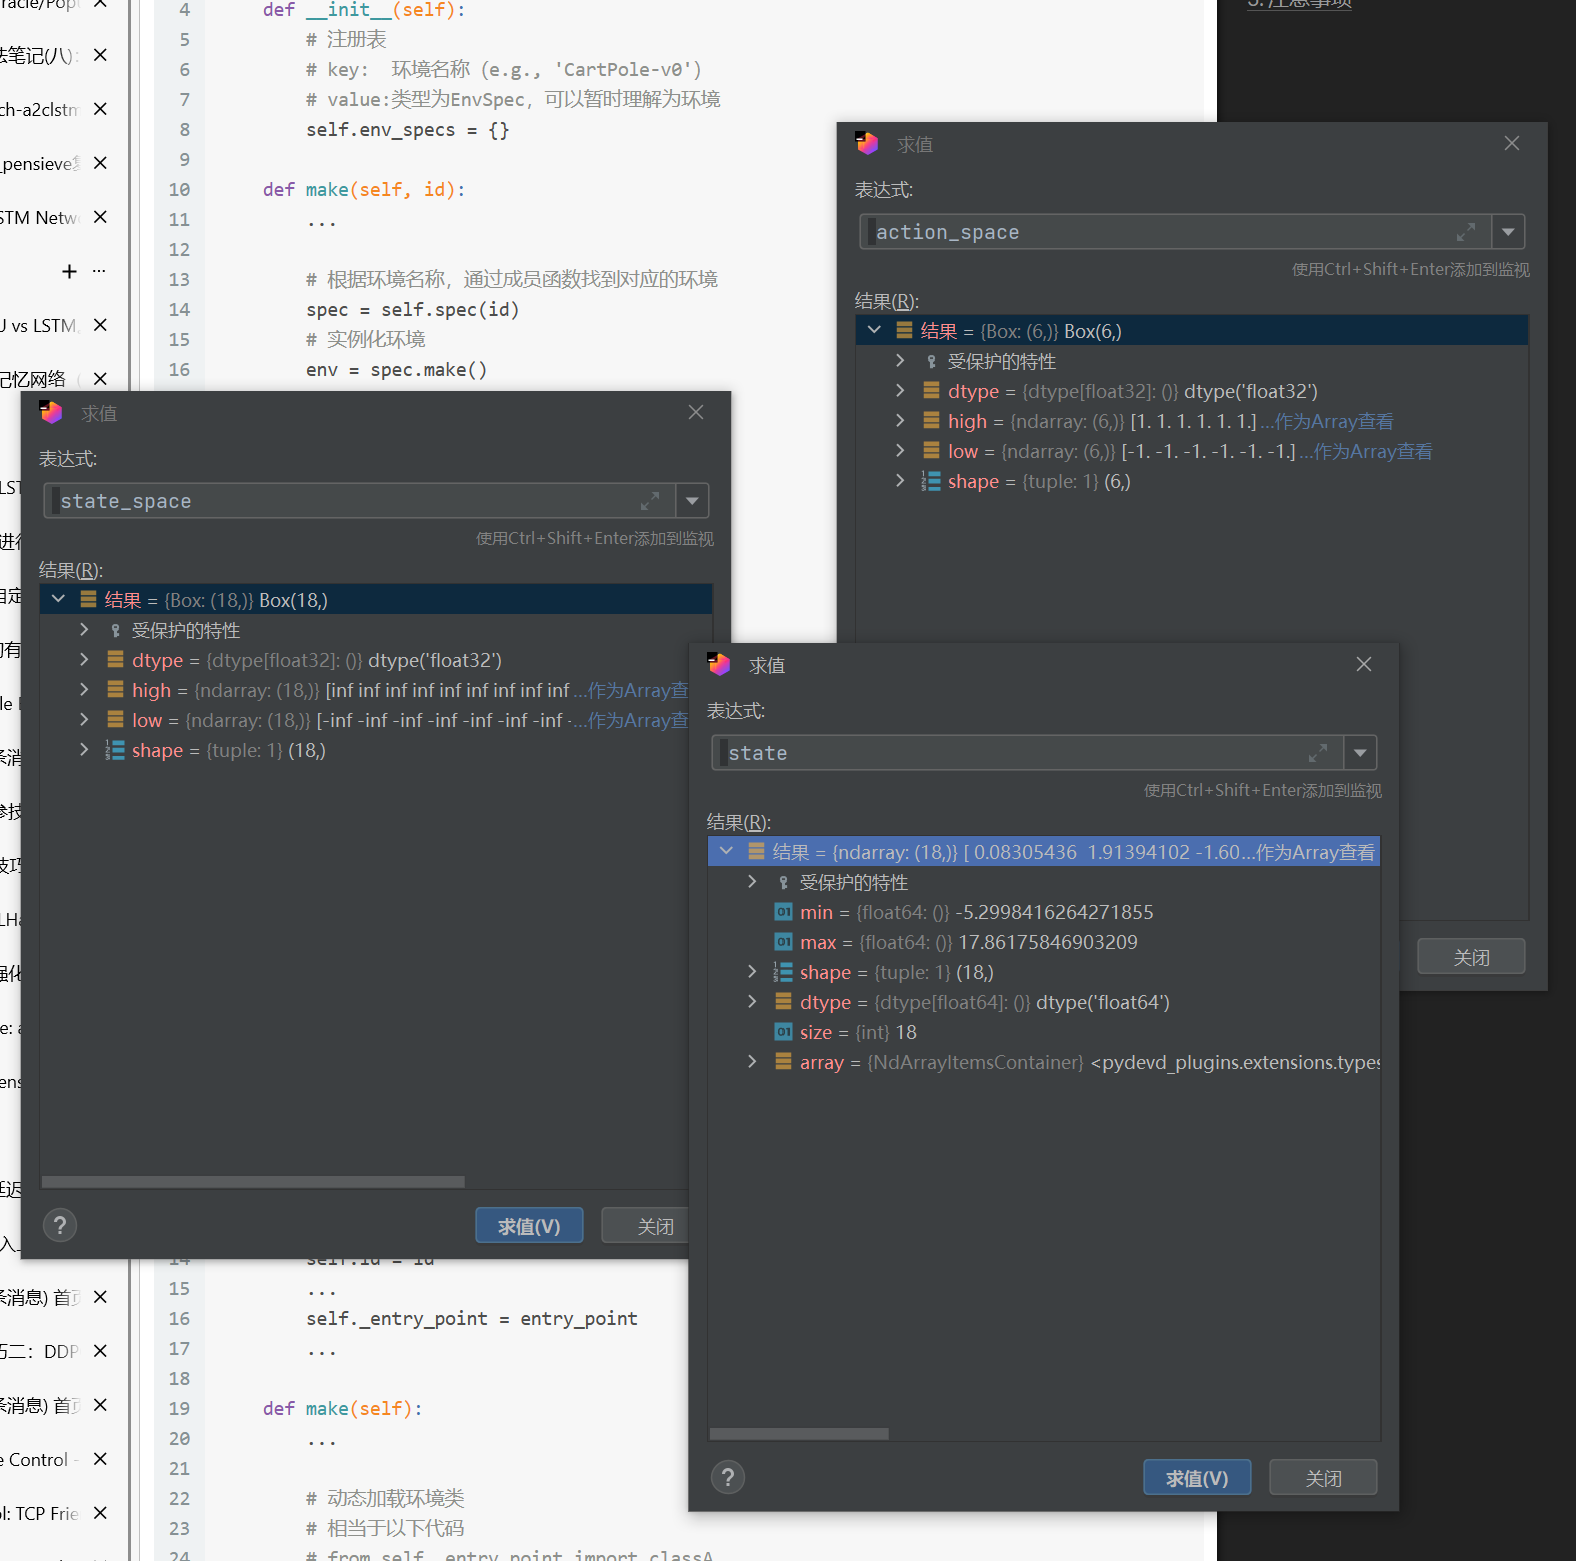 def __init__(self):
4
5 # 注册表
6 # key: 环境名称 (e.g., 'CartPole-v0')
7 # value:类型为EnvSpec, 可以暂时理解为环境
8 self.env_specs = {}
9
10 def make(self, id):
11 ...
12
13 # 根据环境名称，通过成员函数找到对应的环境
14 spec = self.spec(id)
15 # 实例化环境
16 env = spec.make()
法笔记(八):
ch-a2clstm
_pensieve
STM Netw
+ ...
U vs LSTM,
记忆网络（
求值
表达式:
action_space
使用Ctrl+Shift+Enter添加到监视
结果(R):
结果 = {Box: (6,)} Box(6,)
受保护的特性
dtype = {dtype[float32]: ()} dtype('float32')
high = {ndarray: (6,)} [1. 1. 1. 1. 1. 1.] ...作为Array查看
low = {ndarray: (6,)} [-1. -1. -1. -1. -1. -1.] ...作为Array查看
shape = {tuple: 1} (6,)
关闭
求值
表达式:
state_space
使用Ctrl+Shift+Enter添加到监视
结果(R):
结果 = {Box: (18,)} Box(18,)
受保护的特性
dtype = {dtype[float32]: ()} dtype('float32')
high = {ndarray: (18,)} [inf inf inf inf inf inf inf inf inf ...作为Array查
low = {ndarray: (18,)} [-inf -inf -inf -inf -inf -inf -inf -...作为Array查
shape = {tuple: 1} (18,)
? 求值(V) 关闭
求值
表达式:
state
使用Ctrl+Shift+Enter添加到监视
结果(R):
结果 = {ndarray: (18,)} [ 0.08305436 1.91394102 -1.60...作为Array查看
受保护的特性
min = {float64: ()} -5.2998416264271855
max = {float64: ()} 17.86175846903209
shape = {tuple: 1} (18,)
dtype = {dtype[float64]: ()} dtype('float64')
size = {int} 18
array = {NdArrayItemsContainer} <pydevd_plugins.extensions.types
? 求值(V) 关闭
14 self.id = id
15 ...
16 self._entry_point = entry_point
17 ...
18
19 def make(self):
20 ...
21
22 # 动态加载环境类
23 # 相当于以下代码
24 # from self._entry_point import classA
条消息) 首页
巧二：DDP
条消息) 首页
e Control -
ol: TCP Frie